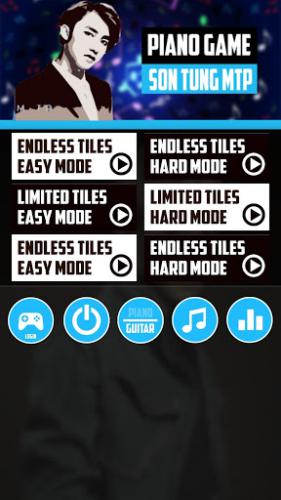 PIANO GAME
SON TUNG MTP
ENDLESS TILES
EASY MODE
ENDLESS TILES
HARD MODE
LIMITED TILES
EASY MODE
LIMITED TILES
HARD MODE
ENDLESS TILES
EASY MODE
ENDLESS TILES
HARD MODE
LOGIN
PIANO
GUITAR